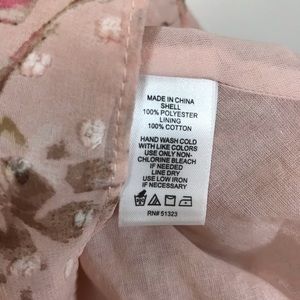 MADE IN CHINA
SHELL
100% POLYESTER
LINING
100% COTTON
HAND WASH COLD
WITH LIKE COLORS
USE ONLY NON-
CHLORINE BLEACH
IF NEEDED
LINE DRY
USE LOW IRON
IF NECESSARY
RN# 51323